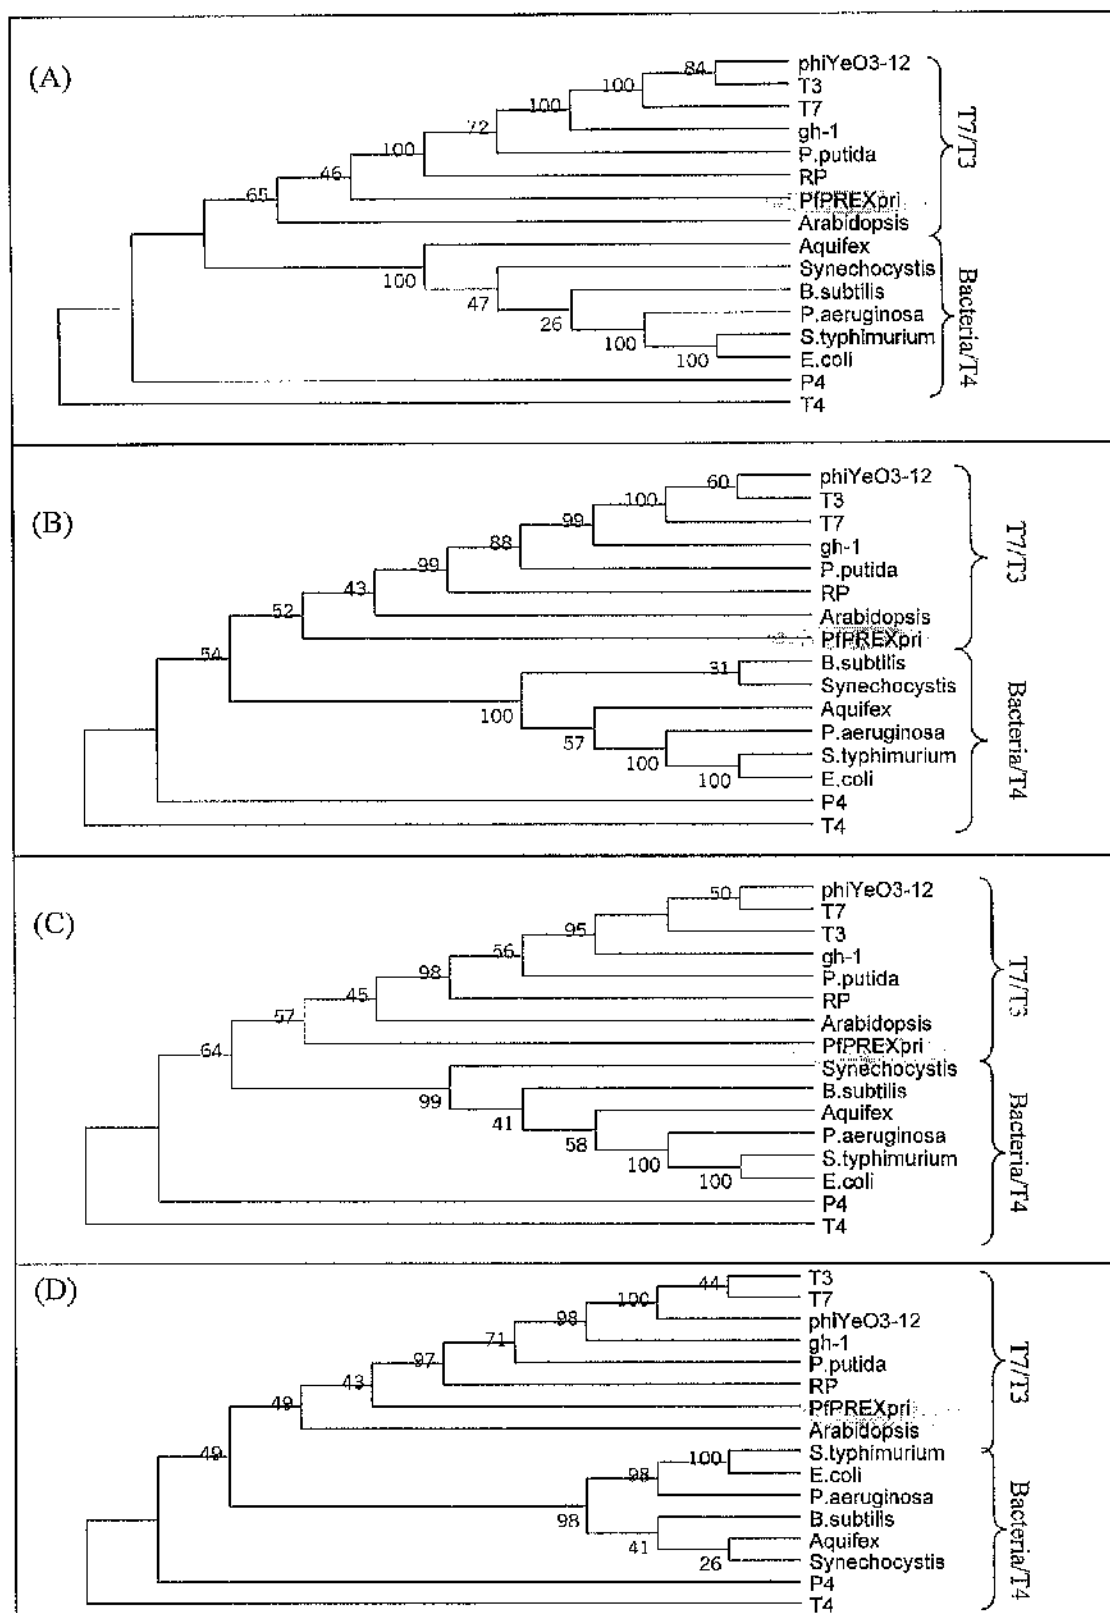 (A)
84
phiYeO3-12
T3
100
T7
100
gh-1
72
P.putida
100
RP
46
PfPREXpri
65
Arabidopsis
T7/T3
Aquifex
100
Synechocystis
47
B.subtilis
26
P.aeruginosa
100
S.typhimurium
100
E.coli
P4
T4
Bacteria/T4
(B)
60
phiYeO3-12
T3
100
T7
99
gh-1
88
P.putida
99
RP
43
Arabidopsis
52
PfPREXpri
T7/T3
54
31
B.subtilis
Synechocystis
100
Aquifex
57
P.aeruginosa
100
S.typhimurium
100
E.coli
P4
T4
Bacteria/T4
(C)
50
phiYeO3-12
T7
T3
95
gh-1
56
P.putida
98
RP
45
Arabidopsis
57
PfPREXpri
T7/T3
64
Synechocystis
99
B.subtilis
41
Aquifex
58
P.aeruginosa
100
S.typhimurium
100
E.coli
P4
T4
Bacteria/T4
(D)
44
T3
T7
100
phiYeO3-12
98
gh-1
71
P.putida
97
RP
43
PfPREXpri
49
Arabidopsis
T7/T3
49
100
S.typhimurium
E.coli
98
P.aeruginosa
98
B.subtilis
41
Aquifex
26
Synechocystis
P4
T4
Bacteria/T4